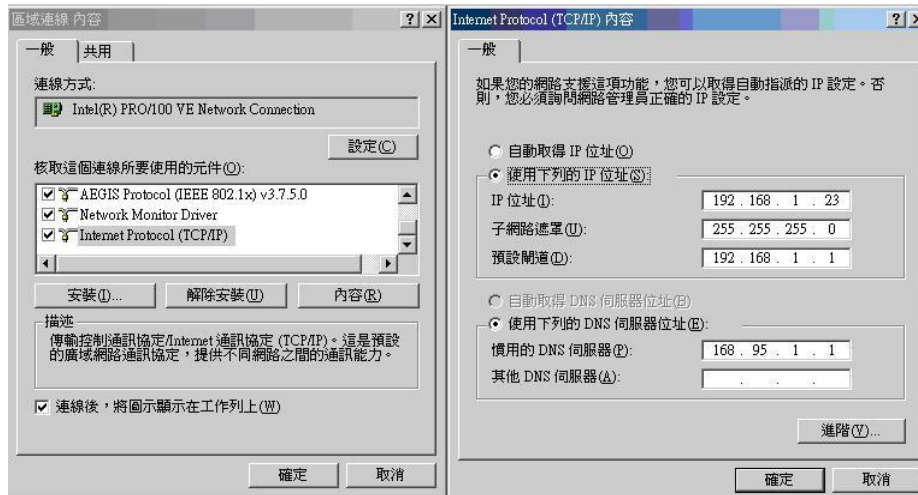 區域連線 內容
一般
共用
連線方式:
Intel(R) PRO/100 VE Network Connection
設定(C)
核取這個連線所要使用的元件(O):
AEGIS Protocol (IEEE 802.1x) v3.7.5.0
Network Monitor Driver
Internet Protocol (TCP/IP)
安裝(I)...
解除安裝(U)
內容(R)
描述
傳輸控制通訊協定/Internet 通訊協定 (TCP/IP)。這是預設
的廣域網路通訊協定，提供不同網路之間的通訊能力。
連線後，將圖示顯示在工作列上(W)
確定
取消
Internet Protocol (TCP/IP) 內容
一般
如果您的網路支援這項功能，您可以取得自動指派的 IP 設定。否
則，您必須詢問網路管理員正確的 IP 設定。
自動取得 IP 位址(O)
使用下列的 IP 位址(S):
IP 位址(I):
192 . 168 . 1 . 23
子網路遮罩(U):
255 . 255 . 255 . 0
預設閘道(D):
192 . 168 . 1 . 1
自動取得 DNS 伺服器位址(B)
使用下列的 DNS 伺服器位址(E):
慣用的 DNS 伺服器(P):
168 . 95 . 1 . 1
其他 DNS 伺服器(A):
. . .
進階(V)...
確定
取消